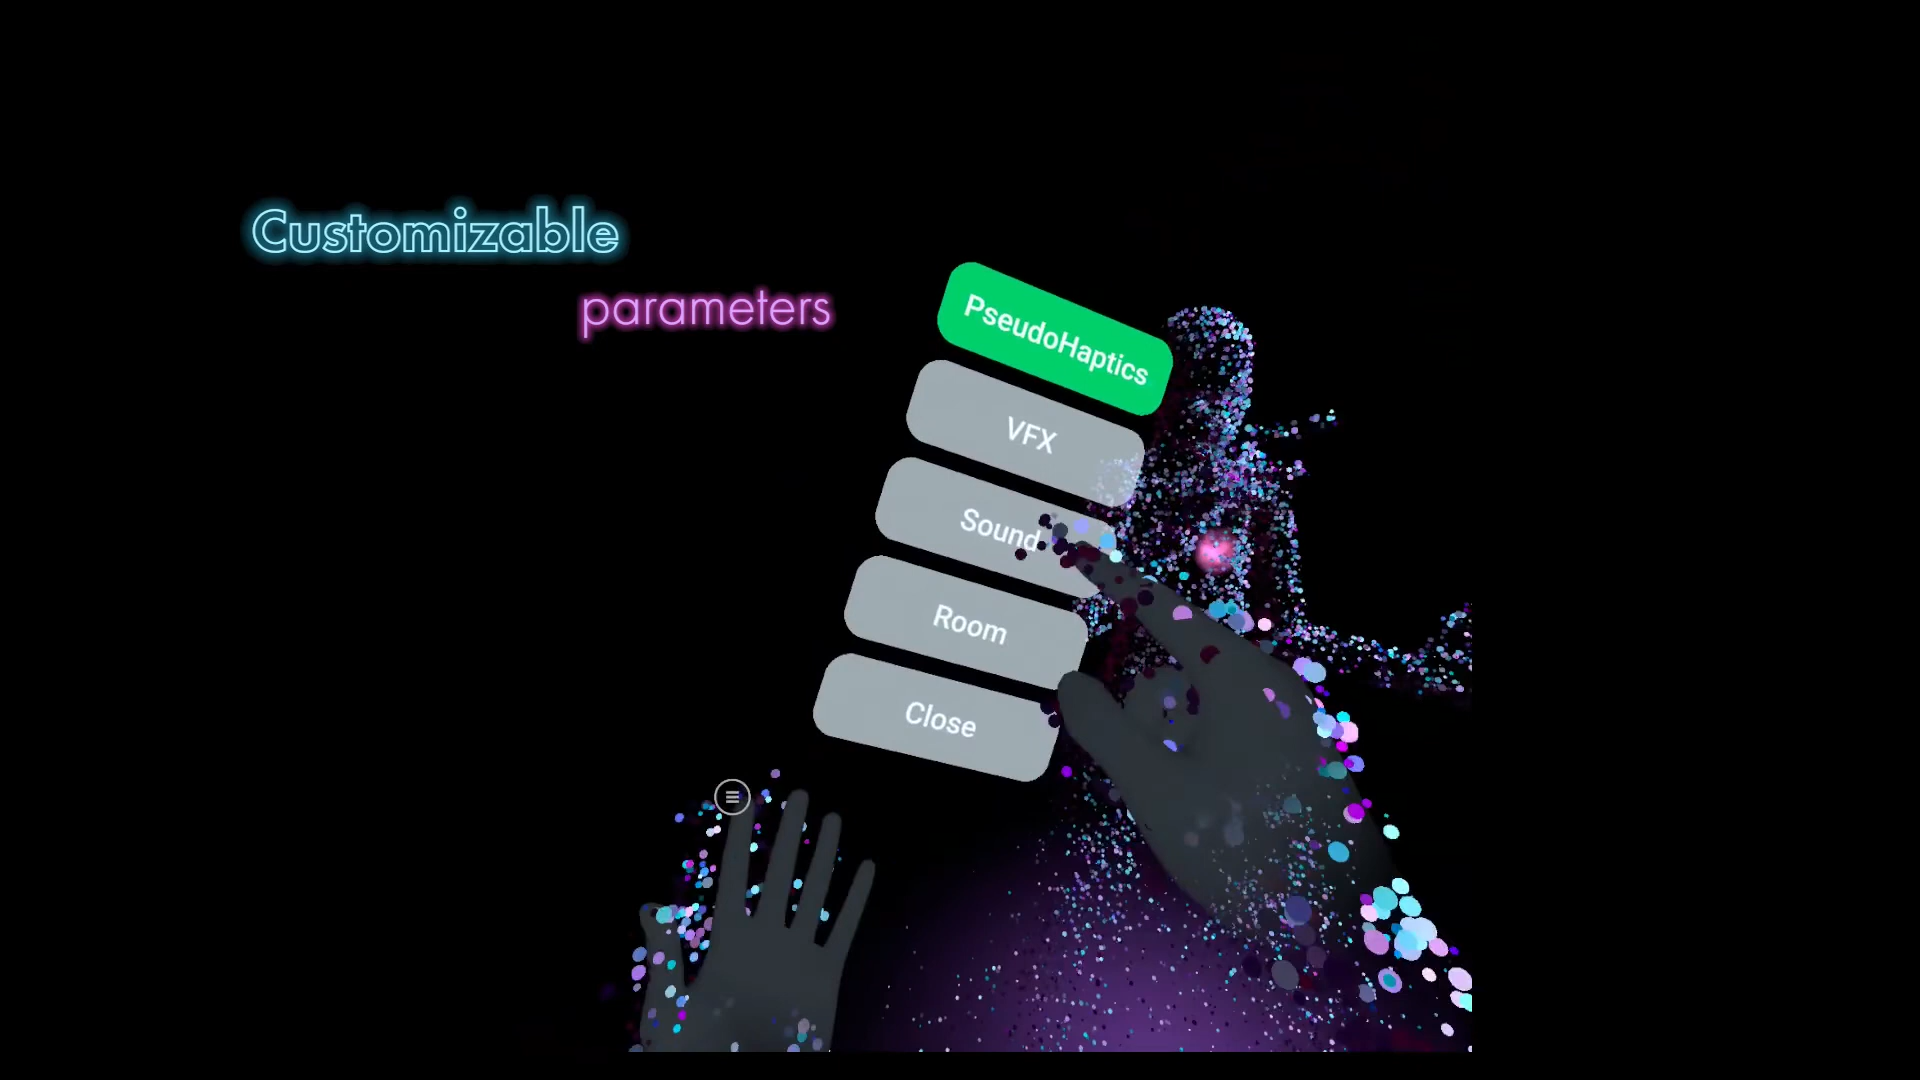 Customizable
parameters
PseudoHaptics
VFX
Sound
Room
Close